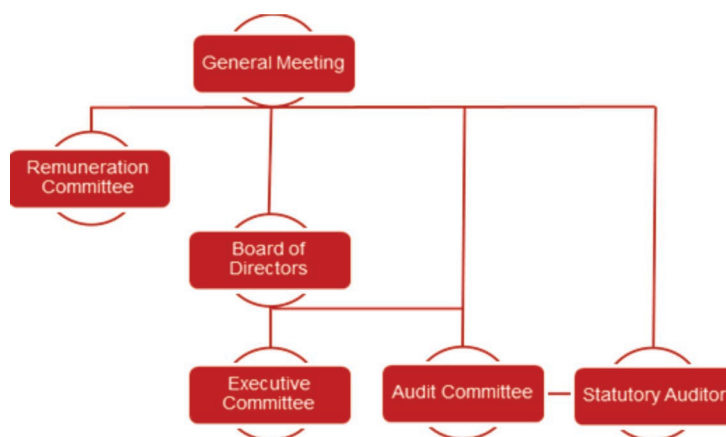 General Meeting
Remuneration
Committee
Board of
Directors
Executive
Committee
Audit Committee
Statutory Auditor